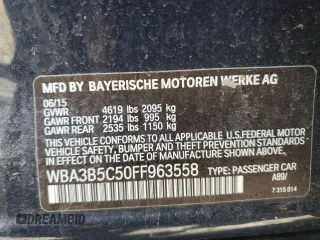 MFD BY BAYERISCHE MOTOREN WERKE AG
06/15
GVWR 4619 lbs 2095 kg
GAWR FRONT 2194 lbs 995 kg
GAWR REAR 2535 lbs 1150 kg
THIS VEHICLE CONFORMS TO ALL APPLICABLE
U.S. FEDERAL MOTOR VEHICLE SAFETY, BUMPER,
AND THEFT PREVENTION STANDARDS IN EFFECT
ON THE DATE OF MANUFACTURE SHOWN ABOVE.
WBA3B5C50FF963558 TYPE: PASSENGER CAR
A89/
7 315 814
DREAMBID